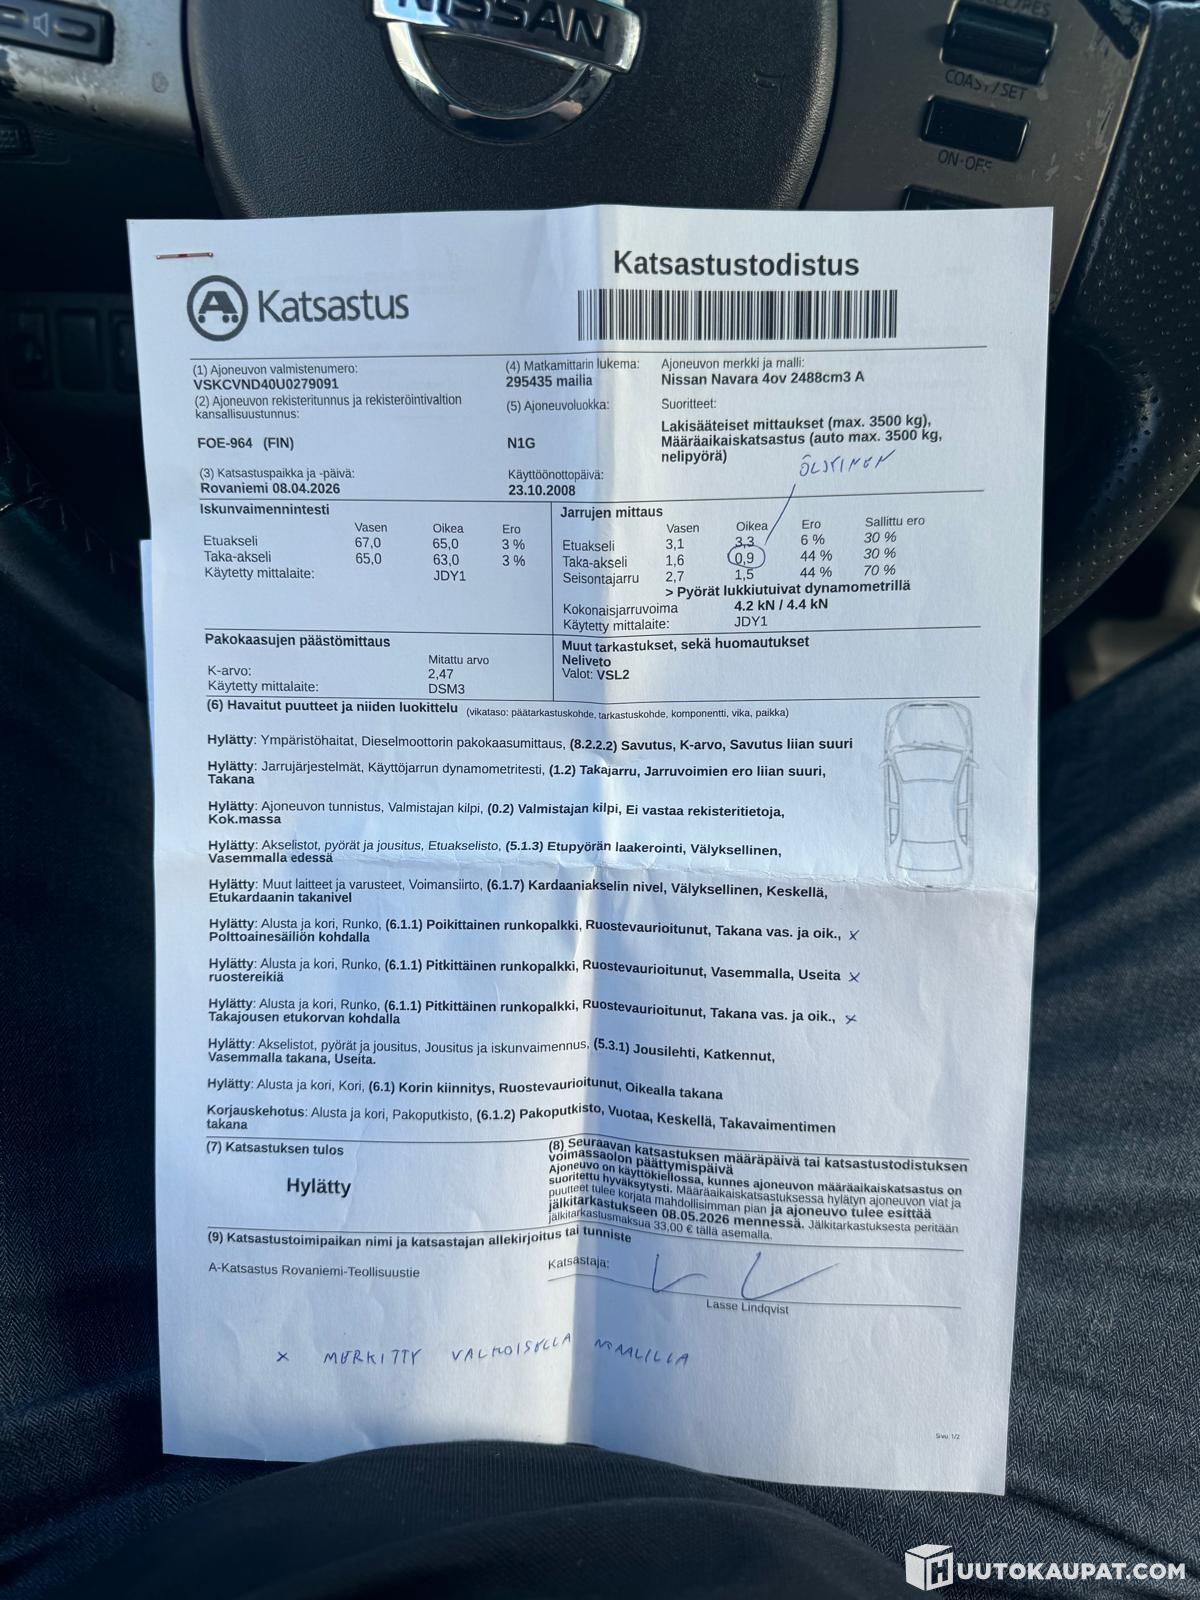 NISSAN
COAST/SET
ON·OFF
Katsastustodistus
A Katsastus
(1) Ajoneuvon valmistenumero:
VSKCVND40U0279091
(4) Matkamittarin lukema:
295435 mailia
Ajoneuvon merkki ja malli:
Nissan Navara 4ov 2488cm3 A
(2) Ajoneuvon rekisteritunnus ja rekisteröintivaltion
kansallisuustunnus:
(5) Ajoneuvoluokka:
Suoritteet:
Lakisääteiset mittaukset (max. 3500 kg),
Määräaikaiskatsastus (auto max. 3500 kg,
nelipyörä)
FOE-964 (FIN)
N1G
ÖLJYINEN
(3) Katsastuspaikka ja -päivä:
Rovaniemi 08.04.2026
Käyttöönottopäivä:
23.10.2008
Iskunvaimennintesti
Vasen Oikea Ero
Etuakseli 67,0 65,0 3 %
Taka-akseli 65,0 63,0 3 %
Käytetty mittalaite: JDY1
Jarrujen mittaus
Vasen Oikea Ero Sallittu ero
Etuakseli 3,1 3,3 6 % 30 %
Taka-akseli 1,6 0,9 44 % 30 %
Seisontajarru 2,7 1,5 44 % 70 %
> Pyörät lukkiutuivat dynamometrillä
Kokonaisjarruvoima 4.2 kN / 4.4 kN
Käytetty mittalaite: JDY1
Pakokaasujen päästömittaus
Mitattu arvo
K-arvo: 2,47
Käytetty mittalaite: DSM3
Muut tarkastukset, sekä huomautukset
Neliveto
Valot: VSL2
(6) Havaitut puutteet ja niiden luokittelu (vikataso: päätarkastuskohde, tarkastuskohde, komponentti, vika, paikka)
Hylätty: Ympäristöhaitat, Dieselmoottorin pakokaasumittaus, (8.2.2.2) Savutus, K-arvo, Savutus liian suuri
Hylätty: Jarrujärjestelmät, Käyttöjarrun dynamometritesti, (1.2) Takajarru, Jarruvoimien ero liian suuri,
Takana
Hylätty: Ajoneuvon tunnistus, Valmistajan kilpi, (0.2) Valmistajan kilpi, Ei vastaa rekisteritietoja,
Kok.massa
Hylätty: Akselistot, pyörät ja jousitus, Etuakselisto, (5.1.3) Etupyörän laakerointi, Välyksellinen,
Vasemmalla edessä
Hylätty: Muut laitteet ja varusteet, Voimansiirto, (6.1.7) Kardaaniakselin nivel, Välyksellinen, Keskellä,
Etukardaanin takanivel
Hylätty: Alusta ja kori, Runko, (6.1.1) Poikittainen runkopalkki, Ruostevaurioitunut, Takana vas. ja oik., x
Polttoainesäiliön kohdalla
Hylätty: Alusta ja kori, Runko, (6.1.1) Pitkittäinen runkopalkki, Ruostevaurioitunut, Vasemmalla, Useita x
ruostereikiä
Hylätty: Alusta ja kori, Runko, (6.1.1) Pitkittäinen runkopalkki, Ruostevaurioitunut, Takana vas. ja oik., x
Takajousen etukorvan kohdalla
Hylätty: Akselistot, pyörät ja jousitus, Jousitus ja iskunvaimennus, (5.3.1) Jousilehti, Katkennut,
Vasemmalla takana, Useita.
Hylätty: Alusta ja kori, Kori, (6.1) Korin kiinnitys, Ruostevaurioitunut, Oikealla takana
Korjauskehotus: Alusta ja kori, Pakoputkisto, (6.1.2) Pakoputkisto, Vuotaa, Keskellä, Takavaimentimen
takana
(7) Katsastuksen tulos
Hylätty
(8) Seuraavan katsastuksen määräpäivä tai katsastustodistuksen
voimassaolon päättymispäivä
Ajoneuvo on käyttökiellossa, kunnes ajoneuvon määräaikaiskatsastus on
suoritettu hyväksytysti. Määräaikaiskatsastuksessa hylätyn ajoneuvon viat ja
puutteet tulee korjata mahdollisimman pian ja ajoneuvo tulee esittää
jälkitarkastukseen 08.05.2026 mennessä. Jälkitarkastuksesta peritään
jälkitarkastusmaksua 33,00 € tällä asemalla.
(9) Katsastustoimipaikan nimi ja katsastajan allekirjoitus tai tunniste
A-Katsastus Rovaniemi-Teollisuustie
Katsastaja:
Lasse Lindqvist
x MERKITTY VALKOISELLA MAALILLA
Sivu 1/2
HUUTOKAUPAT.COM